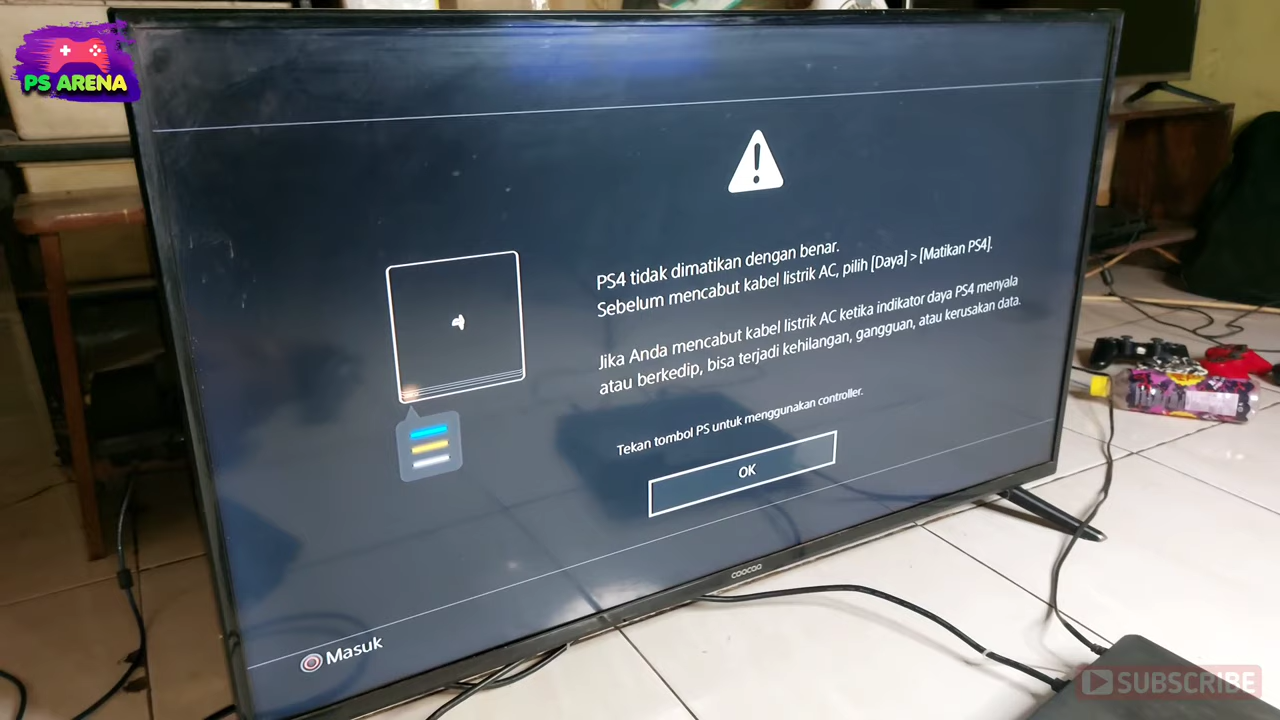 PS ARENA
PS4 tidak dimatikan dengan benar.
Sebelum mencabut kabel listrik AC, pilih [Daya] > [Matikan PS4].
Jika Anda mencabut kabel listrik AC ketika indikator daya PS4 menyala
atau berkedip, bisa terjadi kehilangan, gangguan, atau kerusakan data.
Tekan tombol PS untuk menggunakan controller.
OK
coocaa
Masuk
SUBSCRIBE